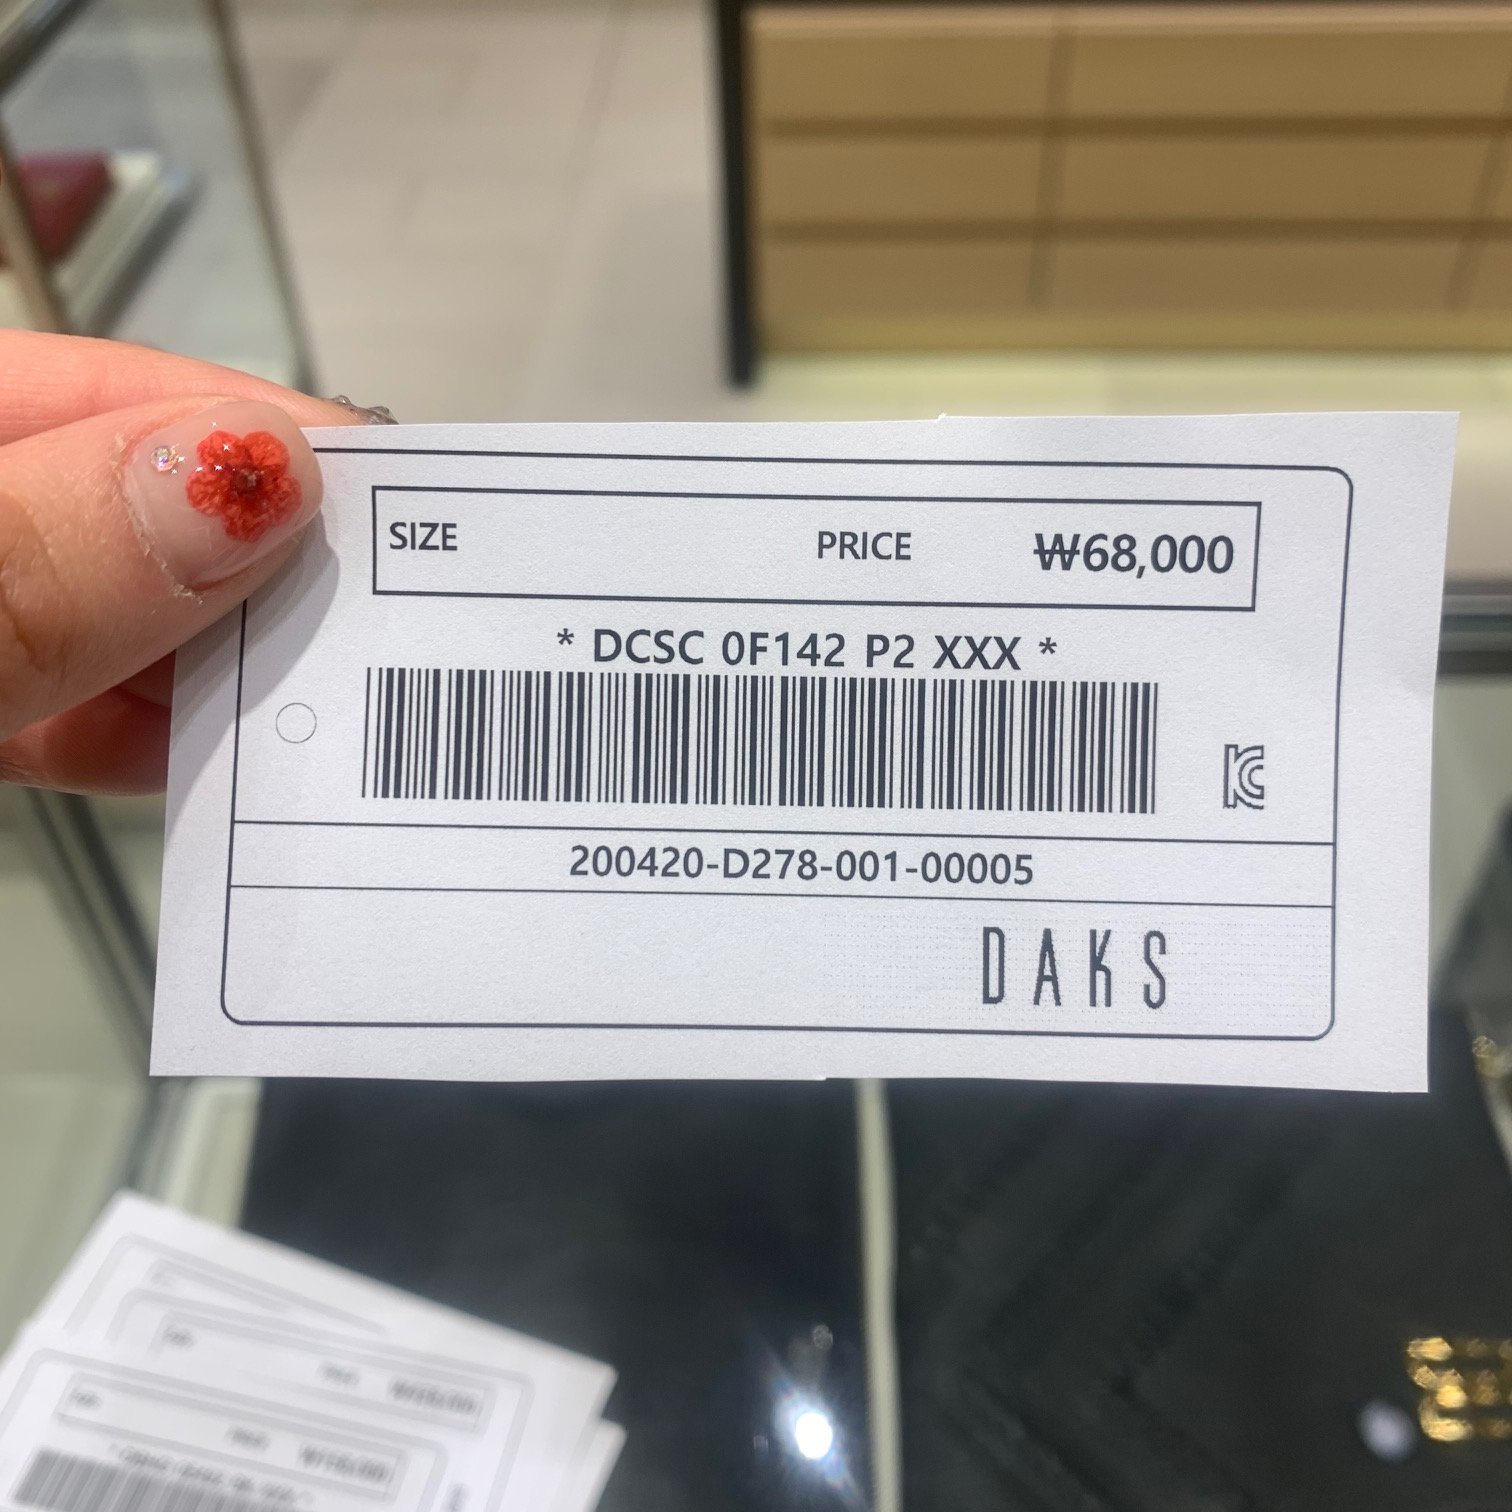 SIZE PRICE ₩68,000
* DCSC 0F142 P2 XXX *
KC
200420-D278-001-00005
DAKS